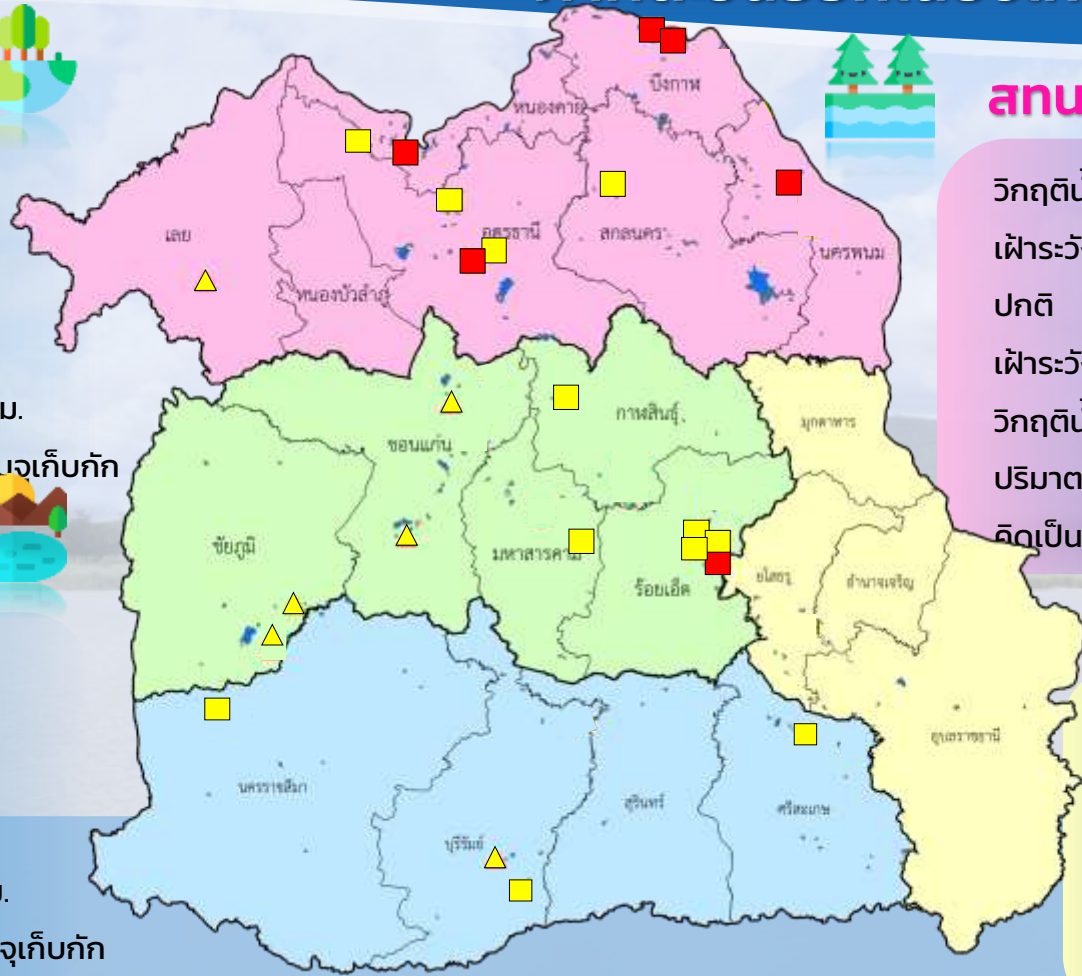 สทน
วิกฤติน้
เฝ้าระวัง
ปกติ
เฝ้าระวัง
วิกฤติน้
ปริมาต
คิดเป็น
ม.
มจุเก็บกัก
จุเก็บกัก
บึงกาฬ
หนองคาย
เลย
อุดรธานี
สกลนคร
นครพนม
หนองบัวลำภู
กาฬสินธุ์
มุกดาหาร
ขอนแก่น
ชัยภูมิ
มหาสารคาม
ร้อยเอ็ด
ยโสธร
อำนาจเจริญ
อุบลราชธานี
นครราชสีมา
สุรินทร์
ศรีสะเกษ
บุรีรัมย์